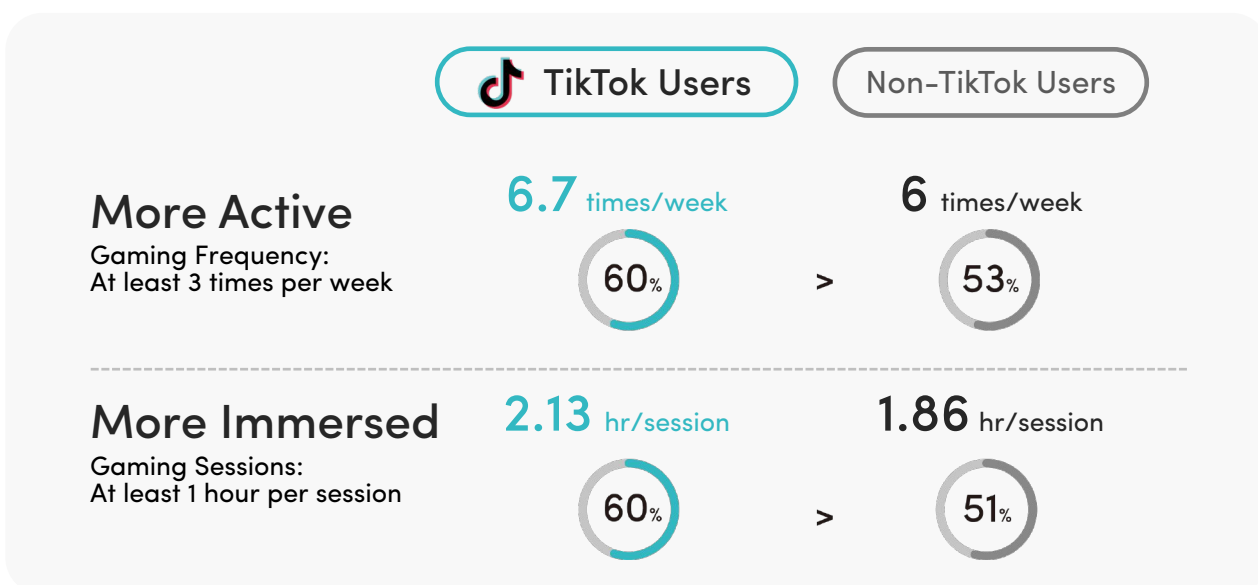 TikTok Users
Non-TikTok Users
More Active
Gaming Frequency:
At least 3 times per week
6.7 times/week
60%
>
6 times/week
53%
More Immersed
Gaming Sessions:
At least 1 hour per session
2.13 hr/session
60%
>
1.86 hr/session
51%